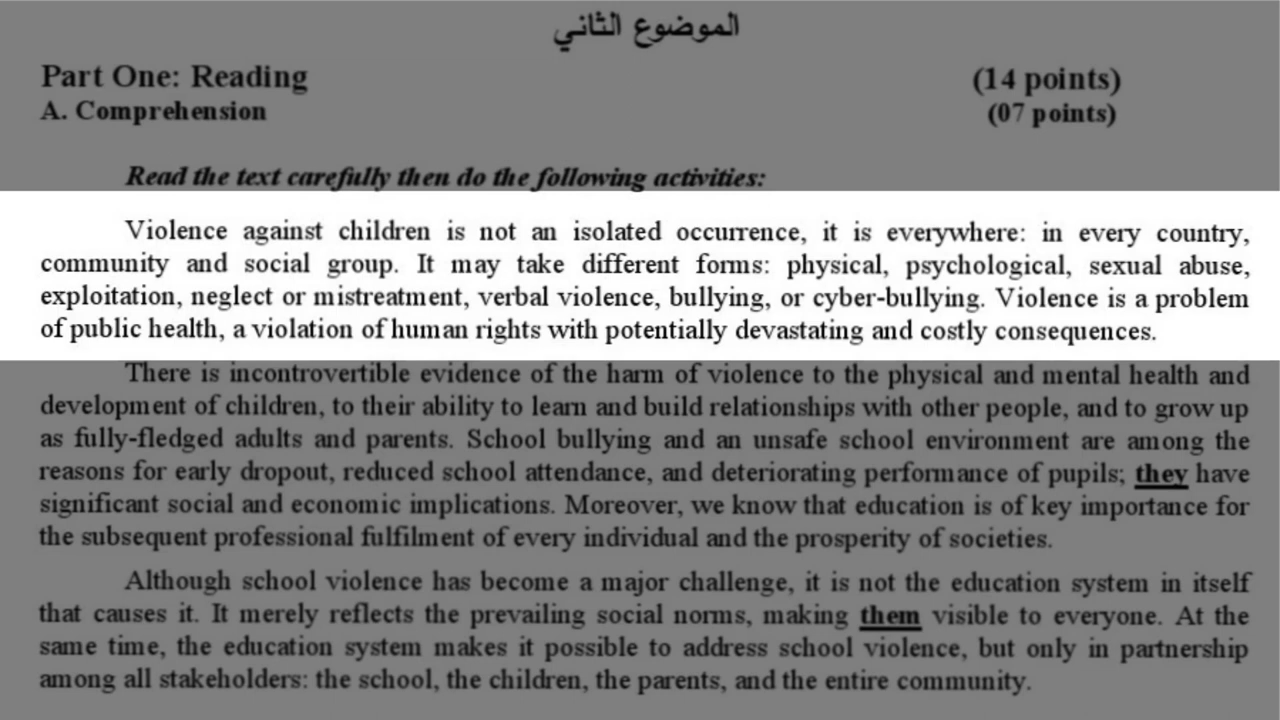 الموضوع الثاني
Part One: Reading (14 points)
A. Comprehension (07 points)
Read the text carefully then do the following activities:
Violence against children is not an isolated occurrence, it is everywhere: in every country,
community and social group. It may take different forms: physical, psychological, sexual abuse,
exploitation, neglect or mistreatment, verbal violence, bullying, or cyber-bullying. Violence is a problem
of public health, a violation of human rights with potentially devastating and costly consequences.
There is incontrovertible evidence of the harm of violence to the physical and mental health and
development of children, to their ability to learn and build relationships with other people, and to grow up
as fully-fledged adults and parents. School bullying and an unsafe school environment are among the
reasons for early dropout, reduced school attendance, and deteriorating performance of pupils; they have
significant social and economic implications. Moreover, we know that education is of key importance for
the subsequent professional fulfilment of every individual and the prosperity of societies.
Although school violence has become a major challenge, it is not the education system in itself
that causes it. It merely reflects the prevailing social norms, making them visible to everyone. At the
same time, the education system makes it possible to address school violence, but only in partnership
among all stakeholders: the school, the children, the parents, and the entire community.